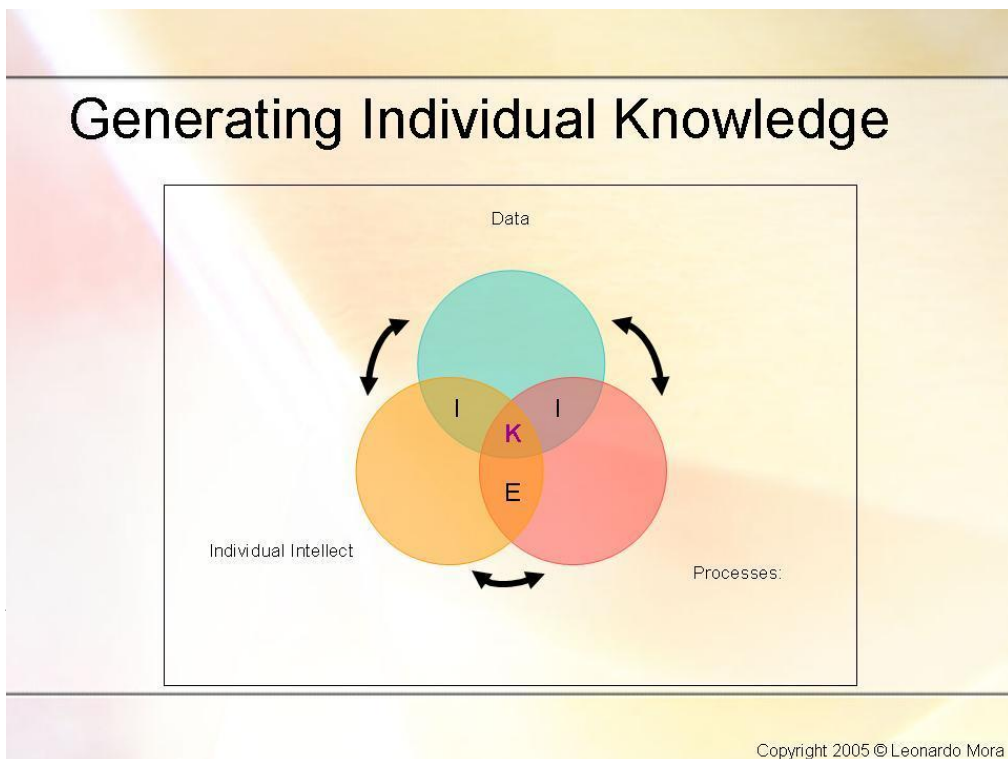 Generating Individual Knowledge
Data
I I
K
E
Individual Intellect
Processes:
Copyright 2005 © Leonardo Mora